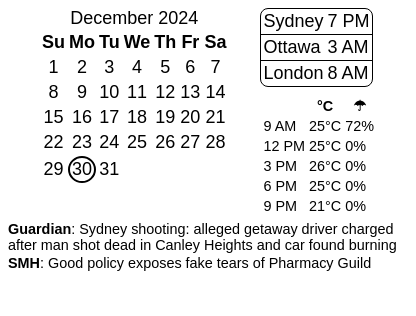 December 2024
Su Mo Tu We Th Fr Sa
1 2 3 4 5 6 7
8 9 10 11 12 13 14
15 16 17 18 19 20 21
22 23 24 25 26 27 28
29 30 31
Sydney 7 PM
Ottawa 3 AM
London 8 AM
°C ☂
9 AM 25°C 72%
12 PM 25°C 0%
3 PM 26°C 0%
6 PM 25°C 0%
9 PM 21°C 0%
Guardian: Sydney shooting: alleged getaway driver charged
after man shot dead in Canley Heights and car found burning
SMH: Good policy exposes fake tears of Pharmacy Guild